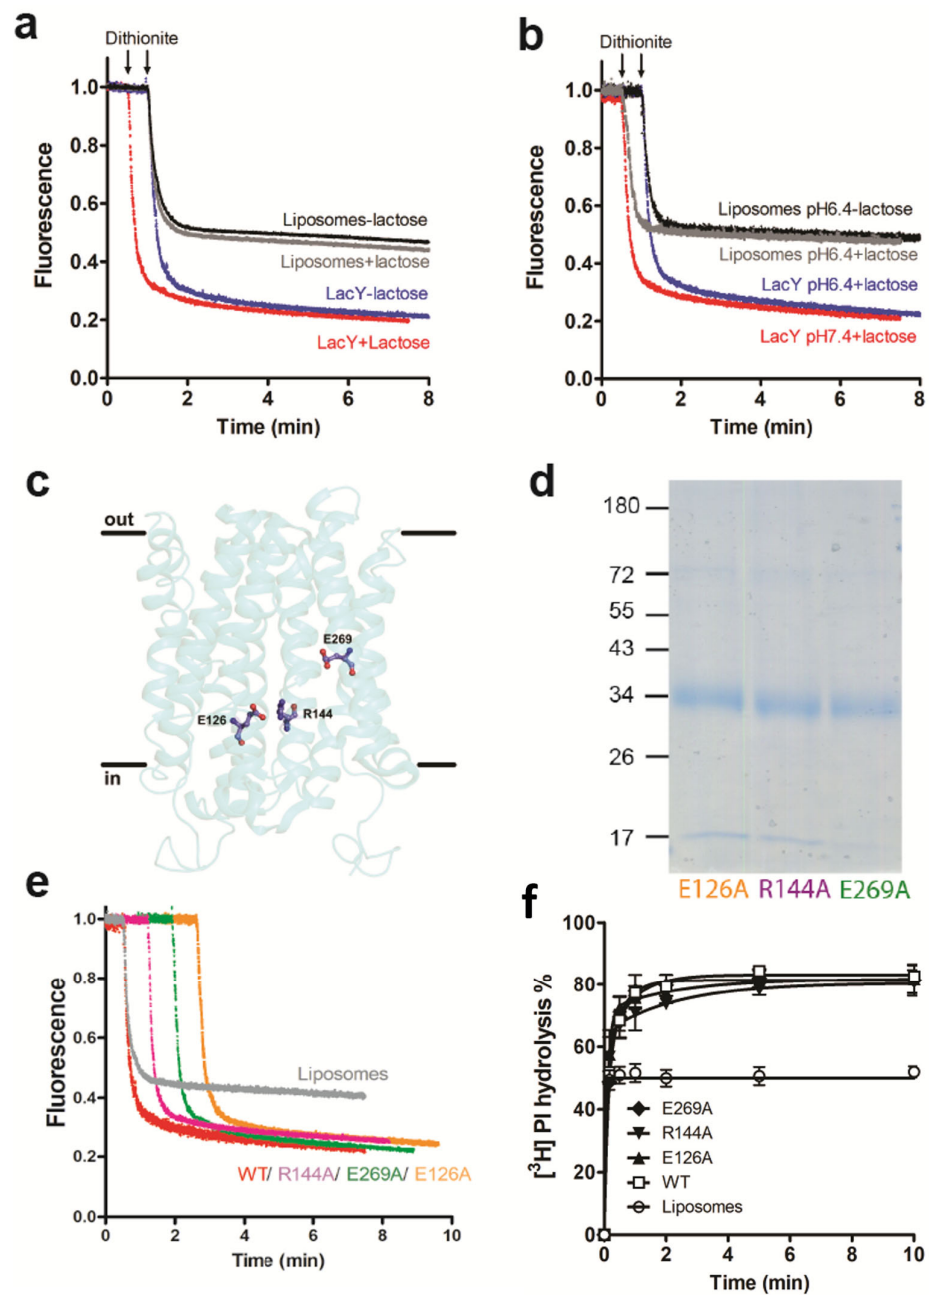 a
Dithionite
1.0
0.8
0.6
0.4
0.2
0.0
Fluorescence
Liposomes-lactose
Liposomes+lactose
LacY-lactose
LacY+Lactose
0 2 4 6 8
Time (min)
b
Dithionite
1.0
0.8
0.6
0.4
0.2
0.0
Fluorescence
Liposomes pH6.4-lactose
Liposomes pH6.4+lactose
LacY pH6.4+lactose
LacY pH7.4+lactose
0 2 4 6 8
Time (min)
c
out
E269
E126
R144
in
d
180
72
55
43
34
26
17
E126A R144A E269A
e
1.0
0.8
0.6
0.4
0.2
0.0
Fluorescence
Liposomes
WT/ R144A/ E269A/ E126A
0 2 4 6 8 10
Time (min)
f
100
80
60
40
20
0
[³H] PI hydrolysis %
E269A
R144A
E126A
WT
Liposomes
0 2 4 6 8 10
Time (min)